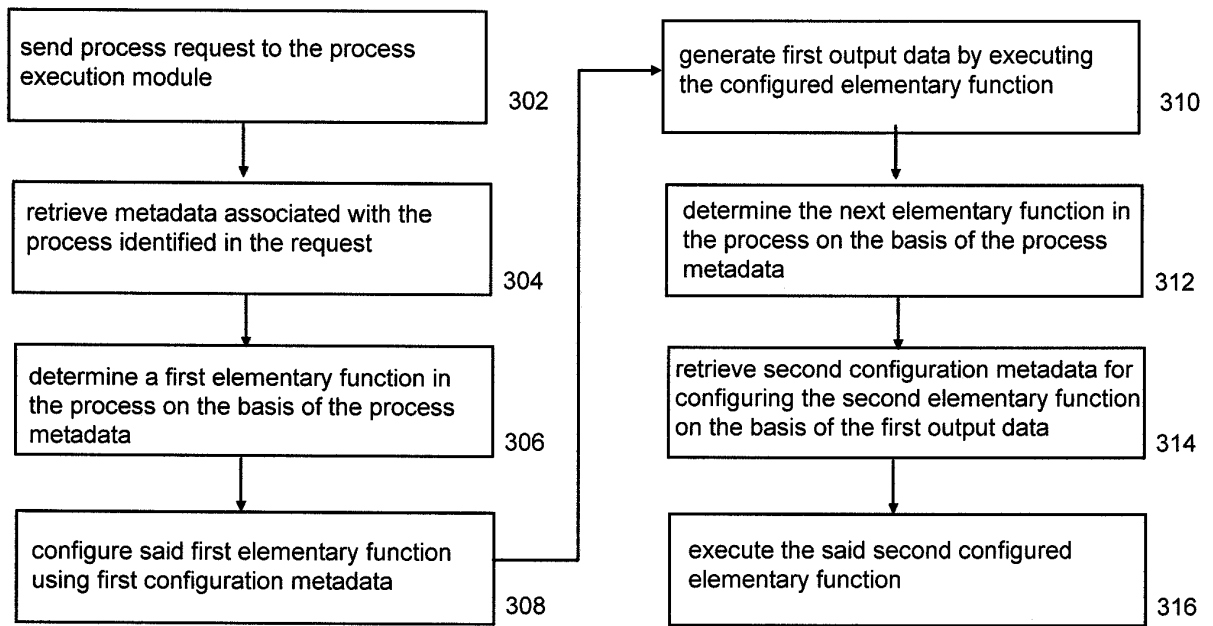 send process request to the process
execution module
302
retrieve metadata associated with the
process identified in the request
304
determine a first elementary function in
the process on the basis of the process
metadata
306
configure said first elementary function
using first configuration metadata
308
generate first output data by executing
the configured elementary function
310
determine the next elementary function in
the process on the basis of the process
metadata
312
retrieve second configuration metadata for
configuring the second elementary function
on the basis of the first output data
314
execute the said second configured
elementary function
316